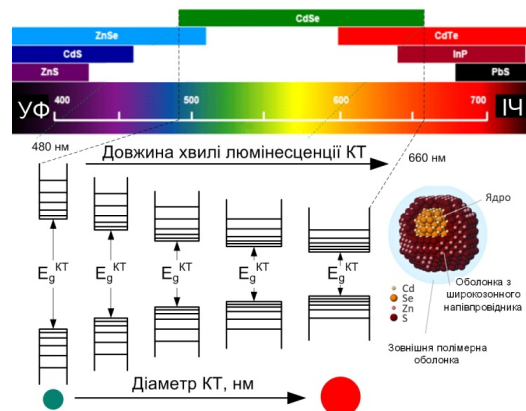 CdSe
ZnSe
CdTe
CdS
InP
ZnS
PbS
УФ
400
500
600
700
ІЧ
480 нм
Довжина хвилі люмінесценції КТ
660 нм
Ядро
Eg КТ
Eg КТ
Eg КТ
Eg КТ
Eg КТ
Cd
Se
Zn
S
Оболонка з
широкозонного
напівпровідника
Зовнішня полімерна
оболонка
Діаметр КТ, нм